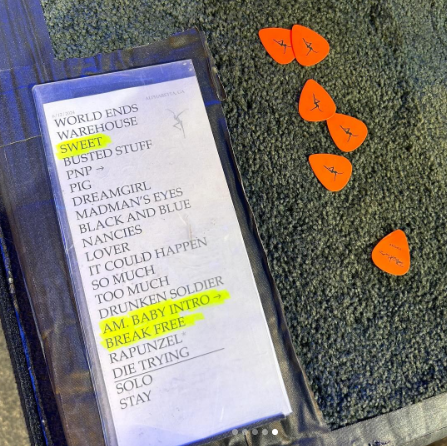 WORLD ENDS
WAREHOUSE
SWEET
BUSTED STUFF
PNP →
PIG
DREAMGIRL
MADMAN'S EYES
BLACK AND BLUE
NANCIES
LOVER
IT COULD HAPPEN
SO MUCH
TOO MUCH
DRUNKEN SOLDIER
AM. BABY INTRO →
BREAK FREE
RAPUNZEL*
DIE TRYING
SOLO
STAY